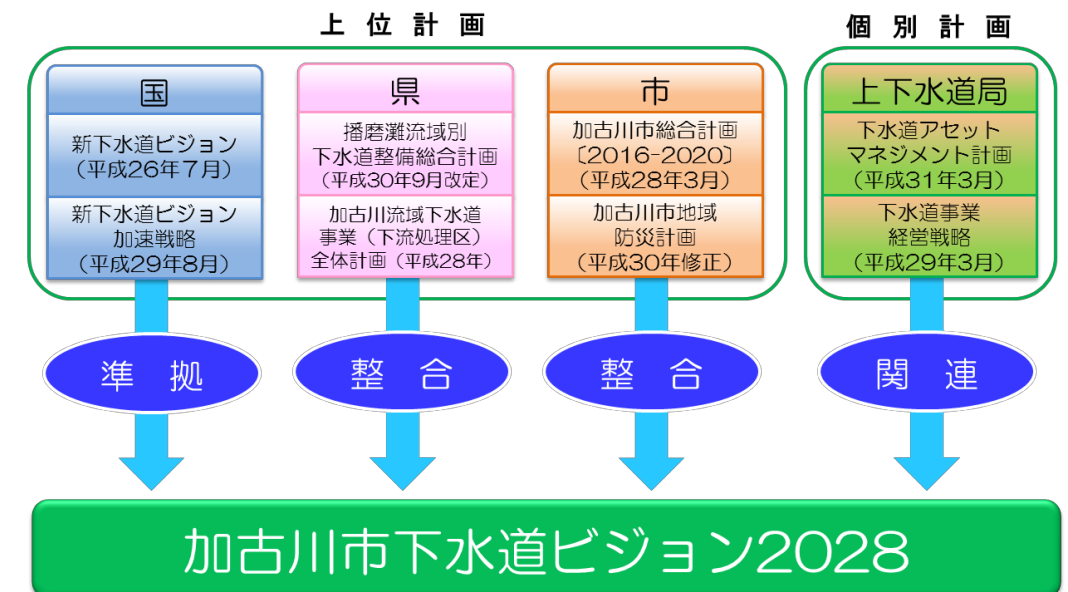 上位計画
個別計画
国
新下水道ビジョン
（平成26年7月）
新下水道ビジョン
加速戦略
（平成29年8月）
県
播磨灘流域別
下水道整備総合計画
（平成30年9月改定）
加古川流域下水道
事業（下流処理区）
全体計画（平成28年）
市
加古川市総合計画
〔2016-2020〕
（平成28年3月）
加古川市地域
防災計画
（平成30年修正）
上下水道局
下水道アセット
マネジメント計画
（平成31年3月）
下水道事業
経営戦略
（平成29年3月）
準拠
整合
整合
関連
加古川市下水道ビジョン2028